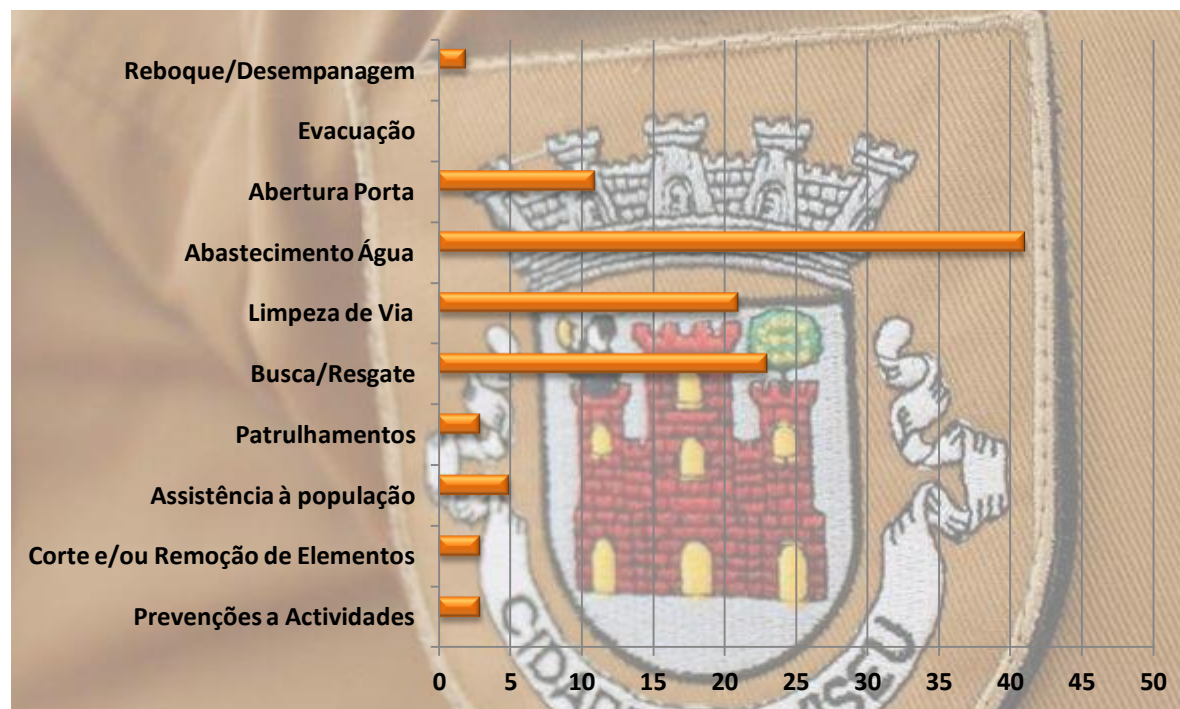 Reboque/Desempanagem
Evacuação
Abertura Porta
Abastecimento Água
Limpeza de Via
Busca/Resgate
Patrulhamentos
Assistência à população
Corte e/ou Remoção de Elementos
Prevenções a Actividades
0 5 10 15 20 25 30 35 40 45 50